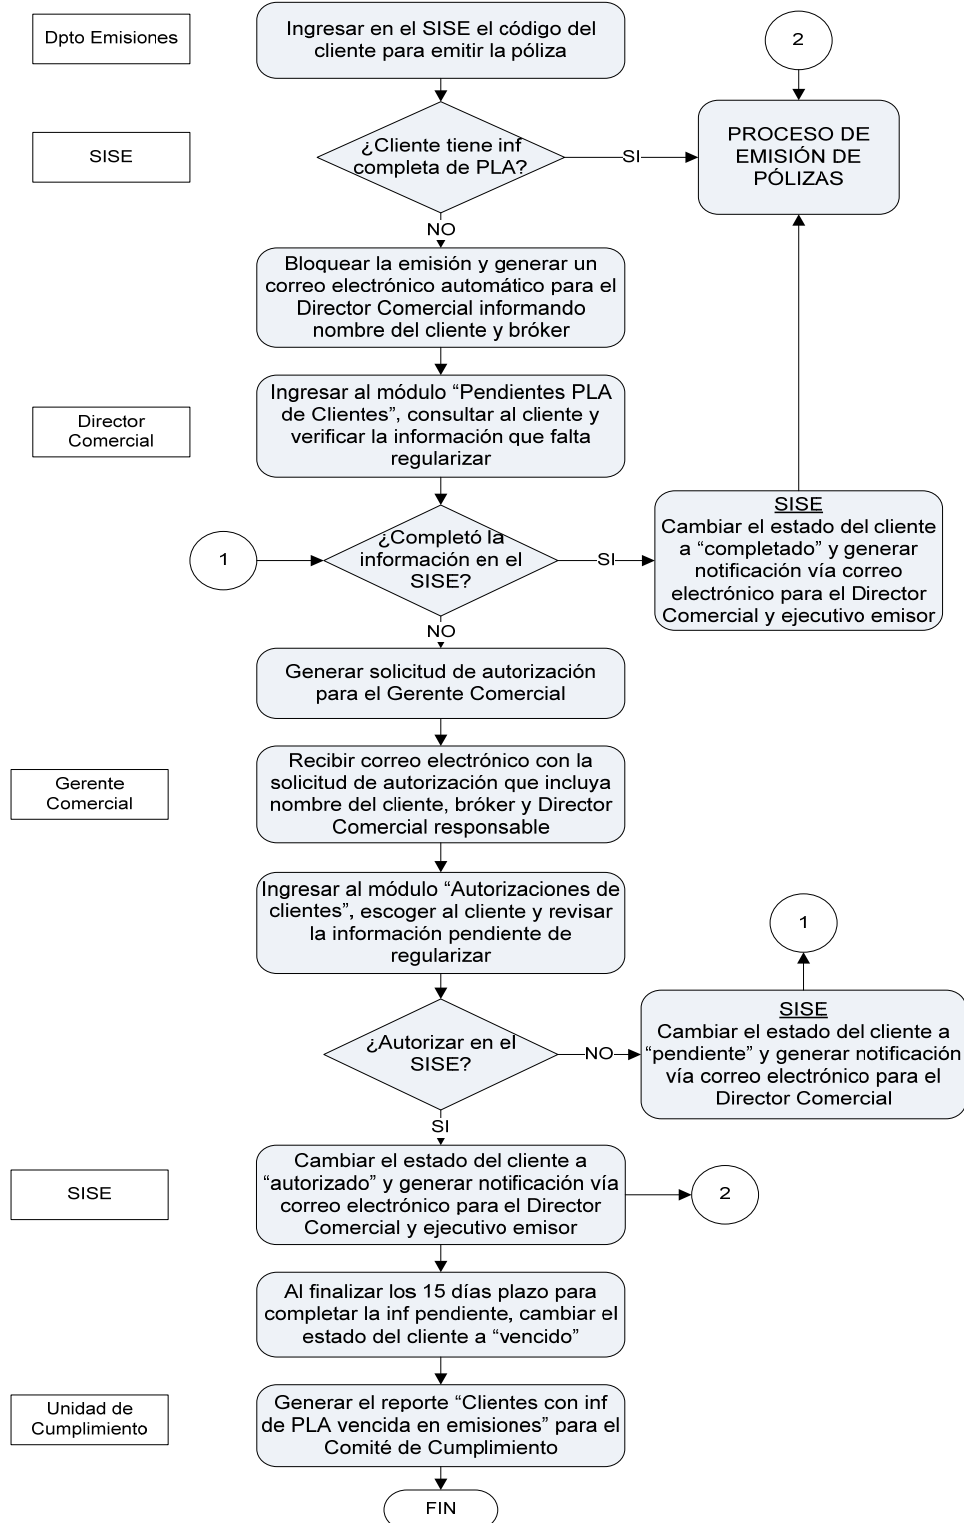 Dpto Emisiones
Ingresar en el SISE el código del
cliente para emitir la póliza
2
SISE
¿Cliente tiene inf
completa de PLA?
SI
PROCESO DE
EMISIÓN DE
PÓLIZAS
NO
Bloquear la emisión y generar un
correo electrónico automático para el
Director Comercial informando
nombre del cliente y bróker
Director
Comercial
Ingresar al módulo “Pendientes PLA
de Clientes”, consultar al cliente y
verificar la información que falta
regularizar
1
¿Completó la
información en el
SISE?
SI
SISE
Cambiar el estado del cliente
a “completado” y generar
notificación vía correo
electrónico para el Director
Comercial y ejecutivo emisor
NO
Generar solicitud de autorización
para el Gerente Comercial
Gerente
Comercial
Recibir correo electrónico con la
solicitud de autorización que incluya
nombre del cliente, bróker y Director
Comercial responsable
Ingresar al módulo “Autorizaciones de
clientes”, escoger al cliente y revisar
la información pendiente de
regularizar
1
¿Autorizar en el
SISE?
NO
SISE
Cambiar el estado del cliente a
“pendiente” y generar notificación
vía correo electrónico para el
Director Comercial
SI
SISE
Cambiar el estado del cliente a
“autorizado” y generar notificación vía
correo electrónico para el Director
Comercial y ejecutivo emisor
2
Al finalizar los 15 días plazo para
completar la inf pendiente, cambiar el
estado del cliente a “vencido”
Unidad de
Cumplimiento
Generar el reporte “Clientes con inf
de PLA vencida en emisiones” para el
Comité de Cumplimiento
FIN